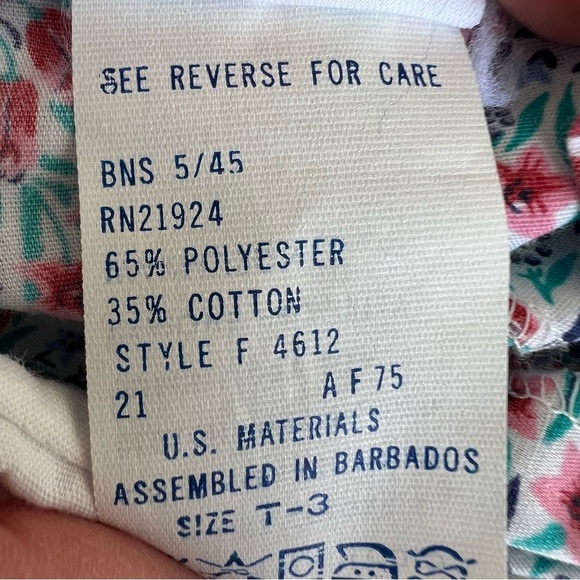 SEE REVERSE FOR CARE
BNS 5/45
RN21924
65% POLYESTER
35% COTTON
STYLE F 4612
21 AF75
U.S. MATERIALS
ASSEMBLED IN BARBADOS
SIZE T-3